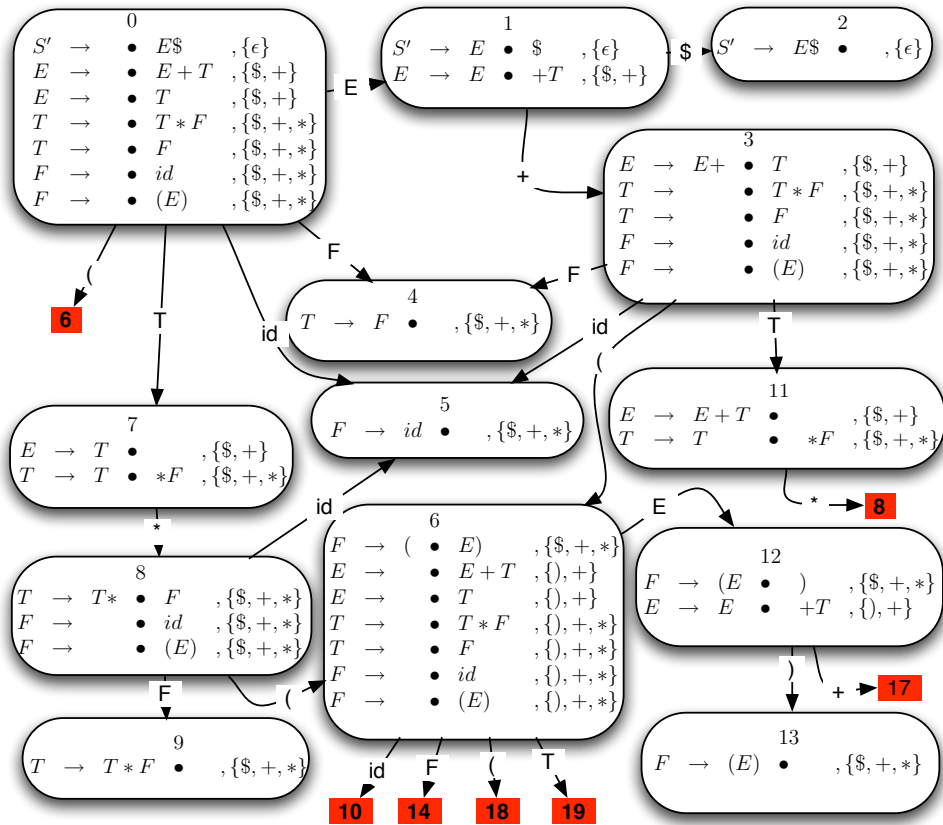 0
S′ → • E$ , {ϵ}
E → • E + T , {$, +}
E → • T , {$, +}
T → • T ∗ F , {$, +, ∗}
T → • F , {$, +, ∗}
F → • id , {$, +, ∗}
F → • (E) , {$, +, ∗}
E
1
S′ → E • $ , {ϵ}
E → E • +T , {$, +}
$
2
S′ → E$ • , {ϵ}
+
3
E → E+ • T , {$, +}
T → • T ∗ F , {$, +, ∗}
T → • F , {$, +, ∗}
F → • id , {$, +, ∗}
F → • (E) , {$, +, ∗}
(
6
T
id
F
F
4
T → F • , {$, +, ∗}
id
(
T
5
F → id • , {$, +, ∗}
11
E → E + T • , {$, +}
T → T • ∗F , {$, +, ∗}
7
E → T • , {$, +}
T → T • ∗F , {$, +, ∗}
*
id
*
8
8
T → T∗ • F , {$, +, ∗}
F → • id , {$, +, ∗}
F → • (E) , {$, +, ∗}
6
F → ( • E) , {$, +, ∗}
E → • E + T , {), +}
E → • T , {), +}
T → • T ∗ F , {), +, ∗}
T → • F , {), +, ∗}
F → • id , {), +, ∗}
F → • (E) , {), +, ∗}
E
12
F → (E • ) , {$, +, ∗}
E → E • +T , {), +}
F
(
)
+
17
9
T → T ∗ F • , {$, +, ∗}
13
F → (E) • , {$, +, ∗}
id
F
(
T
10
14
18
19